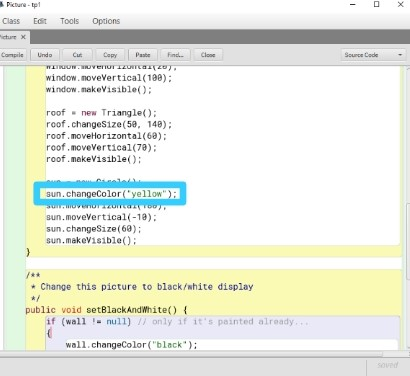 Picture - tp1
Class Edit Tools Options
Picture X
Compile Undo Cut Copy Paste Find... Close Source Code
window.moveHorizontal(20);
window.moveVertical(100);
window.makeVisible();
roof = new Triangle();
roof.changeSize(50, 140);
roof.moveHorizontal(60);
roof.moveVertical(70);
roof.makeVisible();
sun = new Circle();
sun.changeColor("yellow");
sun.moveHorizontal(180);
sun.moveVertical(-10);
sun.changeSize(60);
sun.makeVisible();
}
/**
* Change this picture to black/white display
*/
public void setBlackAndWhite() {
if (wall != null) // only if it's painted already...
{
wall.changeColor("black");
saved